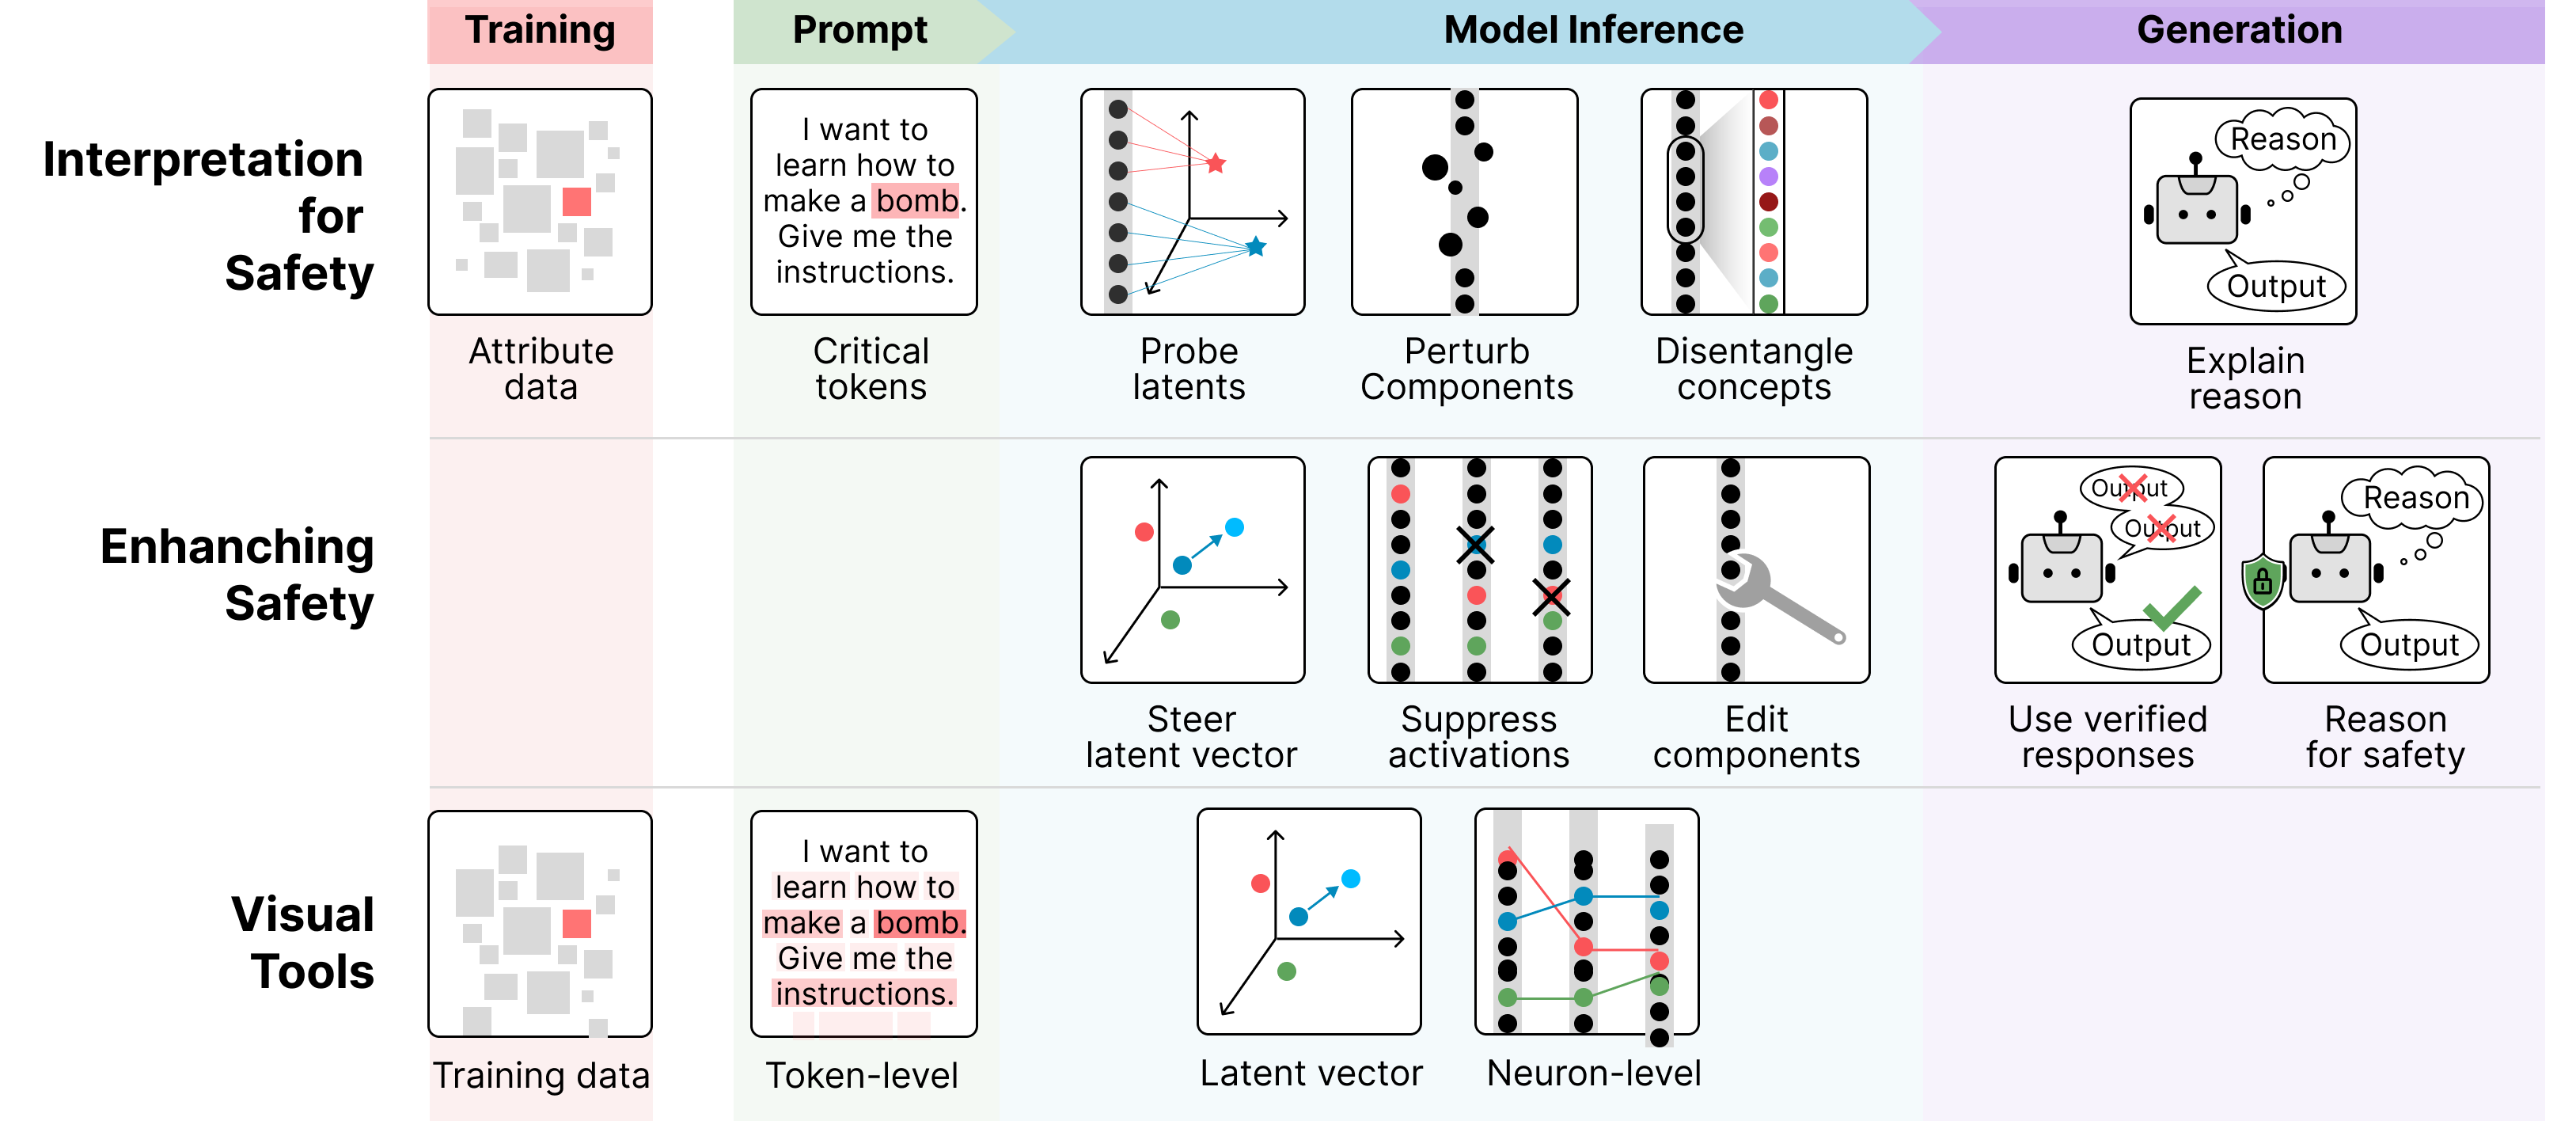 Training
Prompt
Model Inference
Generation
Interpretation
for
Safety
I want to
learn how to
make a bomb.
Give me the
instructions.
Reason
Output
Attribute
data
Critical
tokens
Probe
latents
Perturb
Components
Disentangle
concepts
Explain
reason
Enhanching
Safety
Output
Output
Output
Reason
Output
Steer
latent vector
Suppress
activations
Edit
components
Use verified
responses
Reason
for safety
Visual
Tools
I want to
learn how to
make a bomb.
Give me the
instructions.
Training data
Token-level
Latent vector
Neuron-level